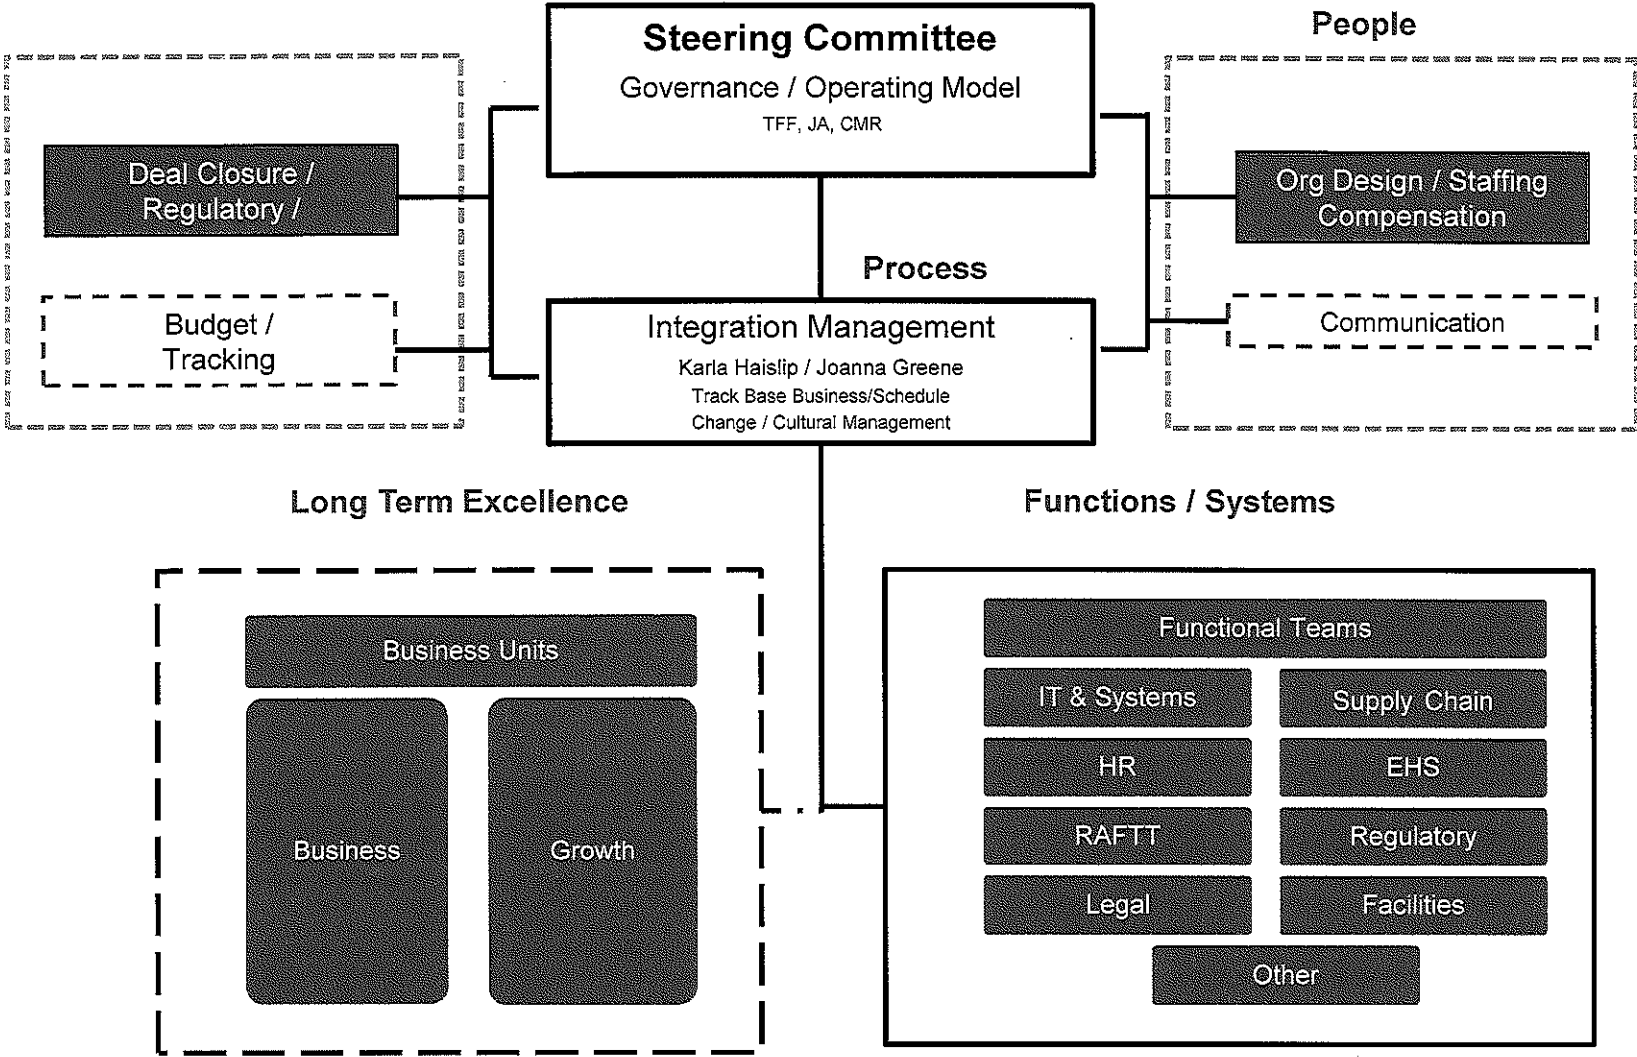 Steering Committee
Governance / Operating Model
TFF, JA, CMR
People
Deal Closure /
Regulatory /
Org Design / Staffing
Compensation
Process
Budget /
Tracking
Integration Management
Karla Haislip / Joanna Greene
Track Base Business/Schedule
Change / Cultural Management
Communication
Long Term Excellence
Functions / Systems
Business Units
Business
Growth
Functional Teams
IT & Systems
Supply Chain
HR
EHS
RAFTT
Regulatory
Legal
Facilities
Other